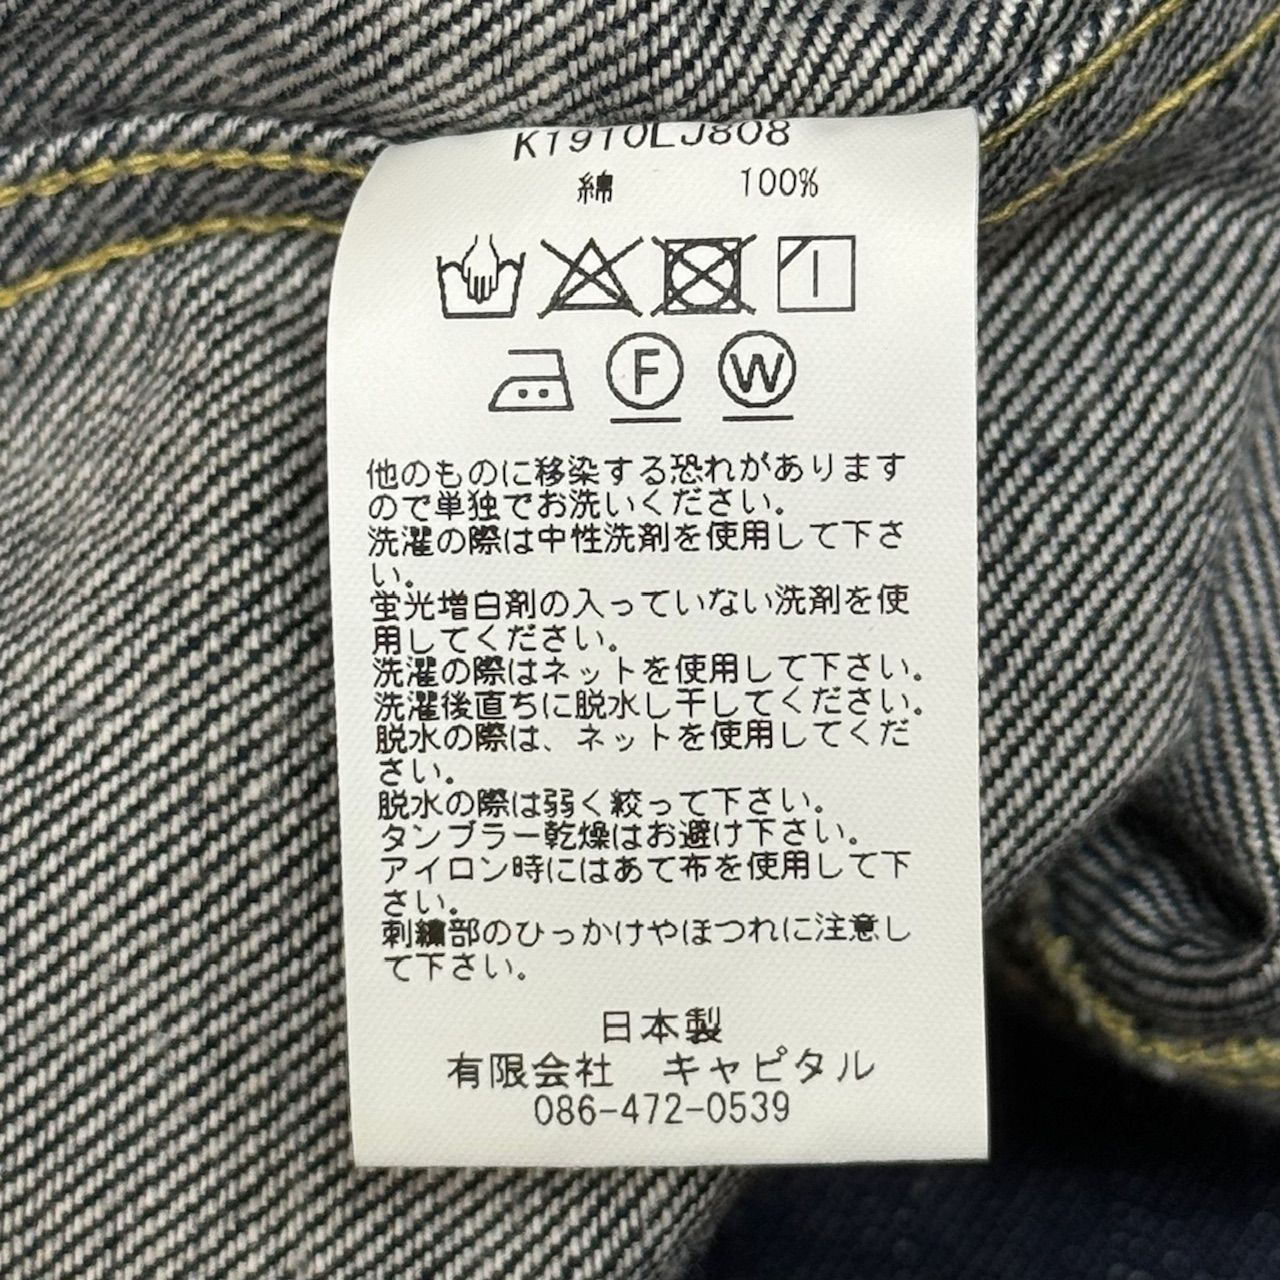 K1910LJ808
綿 100%
F W
他のものに移染する恐れがあります
ので単独でお洗いください。
洗濯の際は中性洗剤を使用して下さ
い。
蛍光増白剤の入っていない洗剤を使
用してください。
洗濯の際はネットを使用して下さい。
洗濯後直ちに脱水し干してください。
脱水の際は、ネットを使用してくだ
さい。
脱水の際は弱く絞って下さい。
タンブラー乾燥はお避け下さい。
アイロン時にはあて布を使用して下
さい。
刺繍部のひっかけやほつれに注意し
て下さい。
日本製
有限会社 キャピタル
086-472-0539